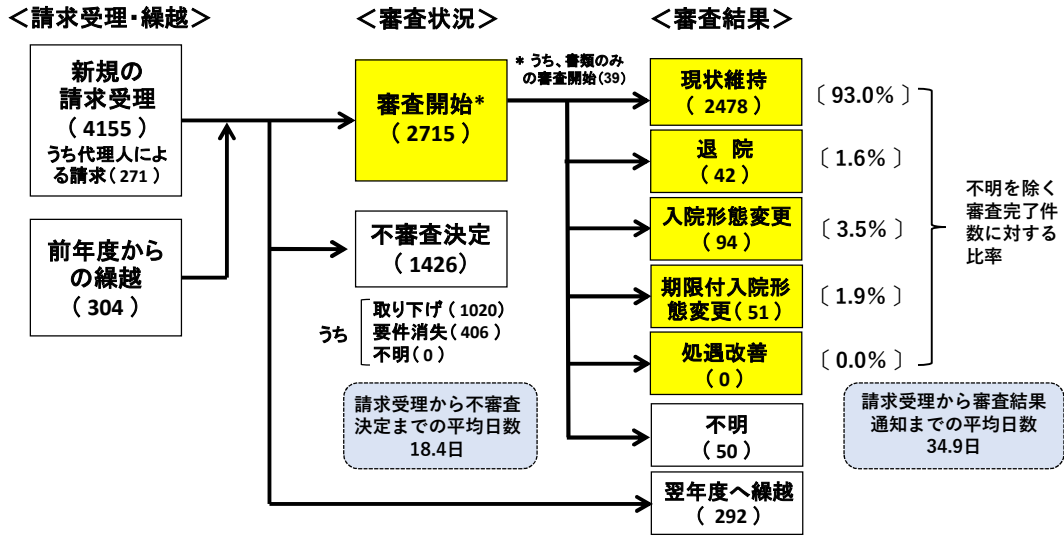 ＜請求受理・繰越＞
新規の
請求受理
（ 4155）
うち代理人によ
る請求（ 271 ）
前年度から
の繰越
（ 304 ）
＜審査状況＞
審査開始*
（ 2715 ）
* うち、書類のみ
の審査開始（39）
不審査決定
（ 1426）
うち
取り下げ（ 1020）
要件消失（ 406 ）
不明（ 0 ）
請求受理から不審査
決定までの平均日数
18.4日
＜審査結果＞
現状維持
（ 2478 ）
〔 93.0% 〕
退　院
（ 42 ）
〔 1.6% 〕
入院形態変更
（ 94 ）
〔 3.5% 〕
期限付入院形
態変更（ 51 ）
〔 1.9% 〕
処遇改善
（ 0 ）
〔 0.0% 〕
不明
（ 50 ）
翌年度へ繰越
（ 292 ）
不明を除く
審査完了件
数に対する
比率
請求受理から審査結果
通知までの平均日数
34.9日